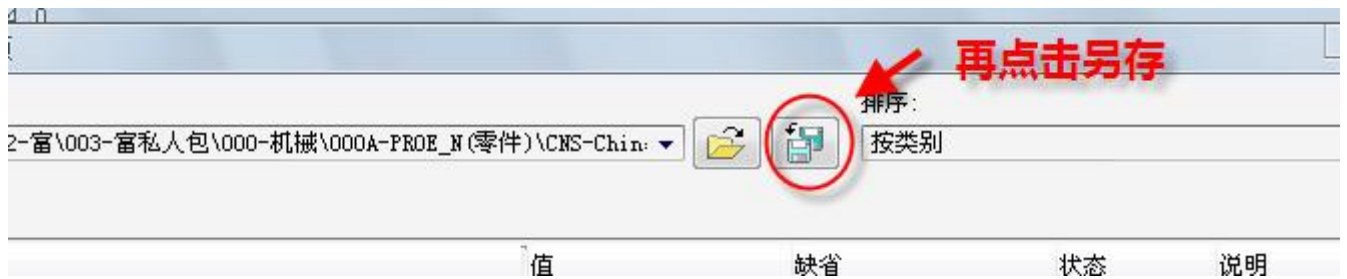 再点击另存
排序:
2-富\003-富私人包\000-机械\000A-PROE_N(零件)\CNS-Chin
按类别
值 缺省 状态 说明